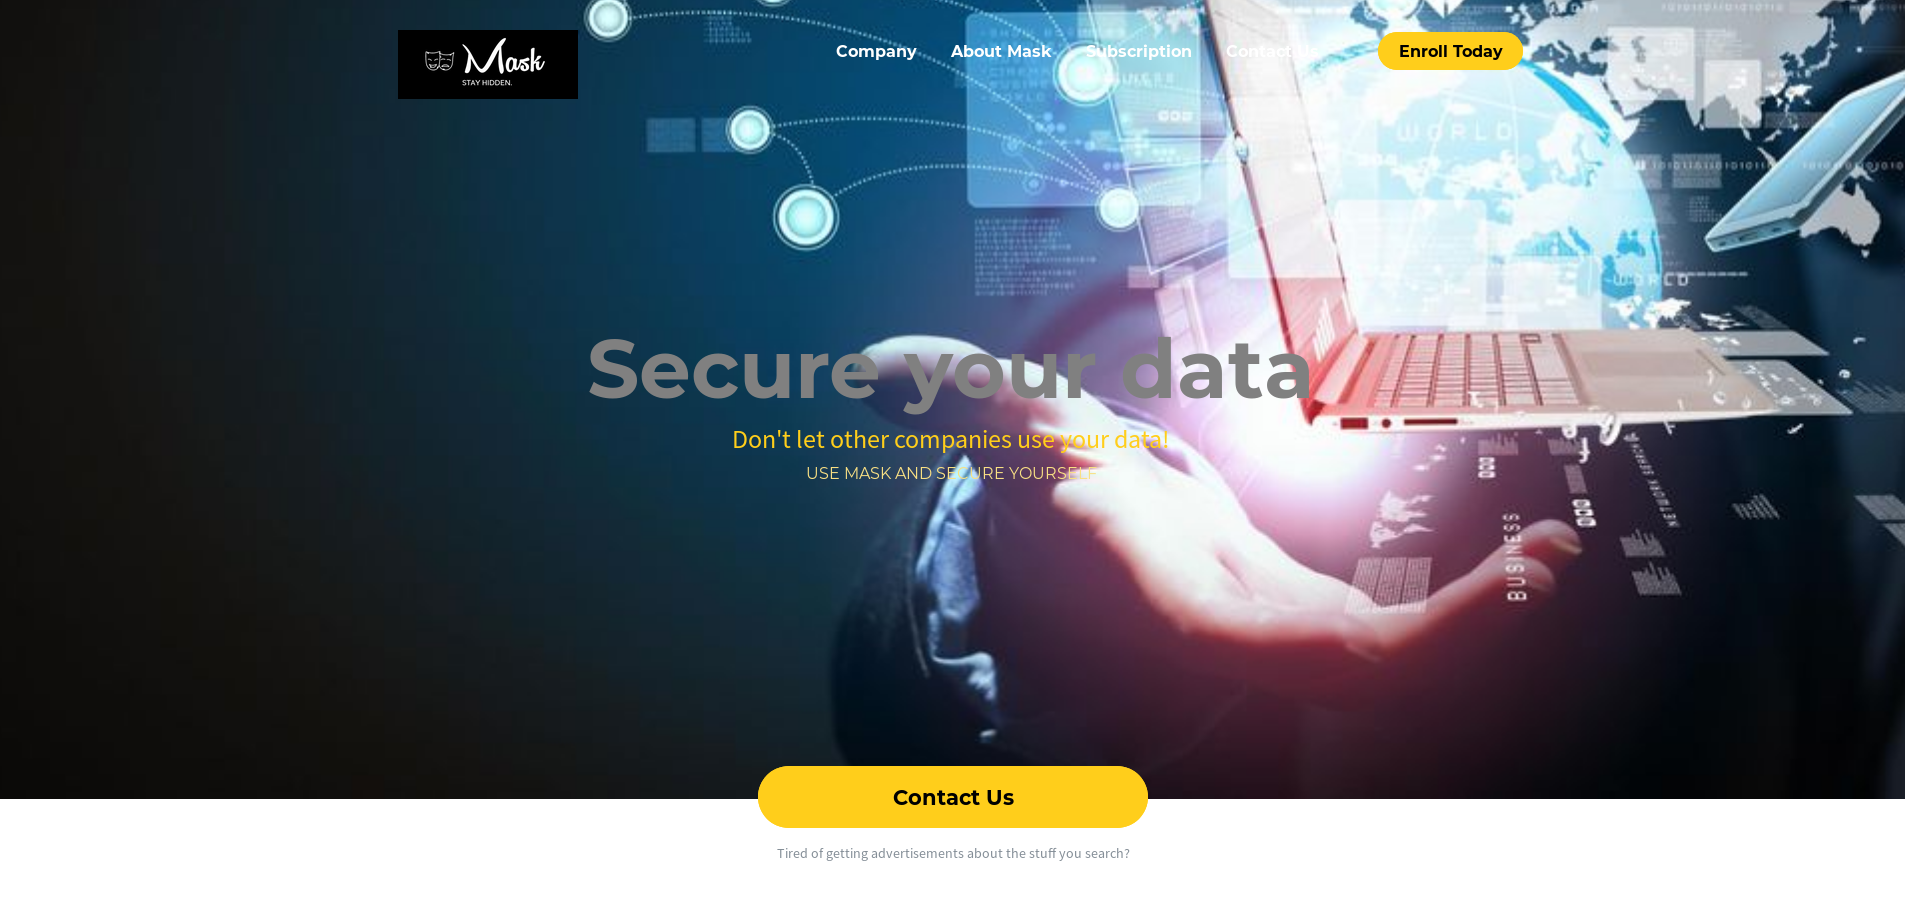 Mask
STAY HIDDEN.
Company
About Mask
Subscription
Contact Us
Enroll Today
WORLD
WORLD
WORLD
Secure your data
Don't let other companies use your data!
USE MASK AND SECURE YOURSELF
BUSINESS
Contact Us
Tired of getting advertisements about the stuff you search?